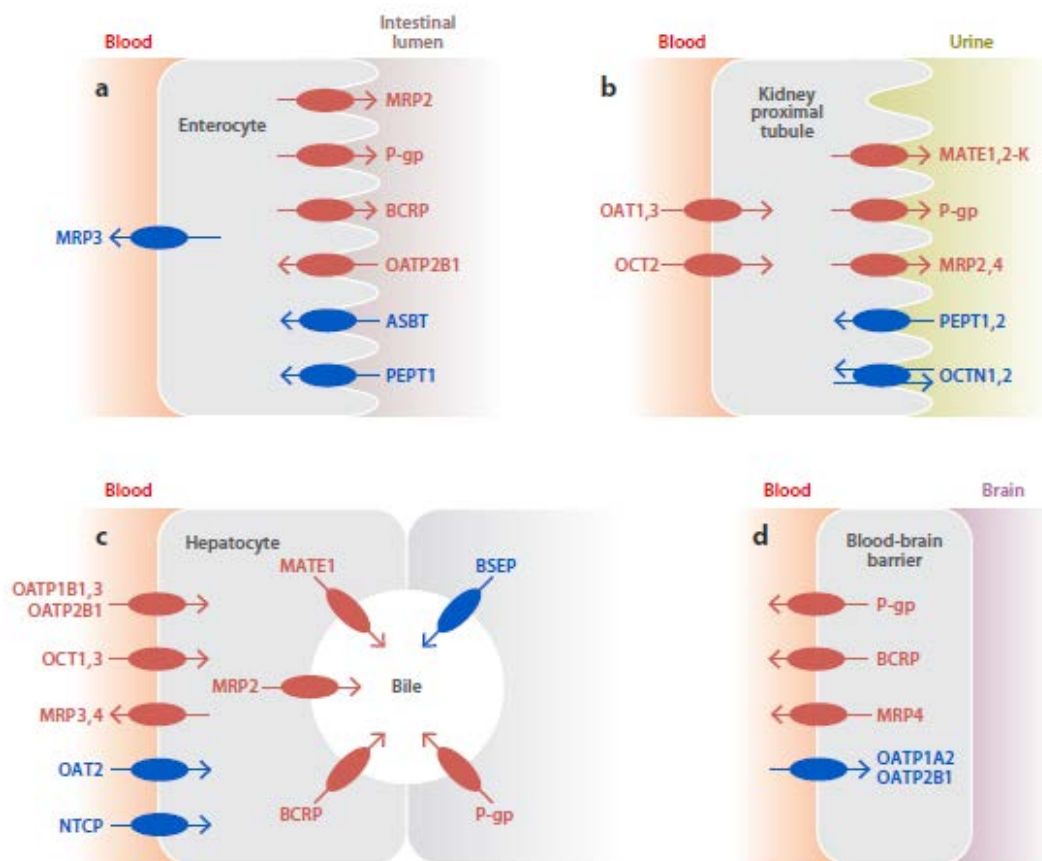 Blood
Intestinal
lumen
a
Enterocyte
MRP2
P-gp
BCRP
OATP2B1
ASBT
PEPT1
MRP3
Blood
Urine
b
Kidney
proximal
tubule
MATE1,2-K
OAT1,3
P-gp
OCT2
MRP2,4
PEPT1,2
OCTN1,2
Blood
c
Hepatocyte
MATE1
BSEP
OATP1B1,3
OATP2B1
OCT1,3
MRP2
Bile
MRP3,4
OAT2
NTCP
BCRP
P-gp
Blood
Brain
d
Blood-brain
barrier
P-gp
BCRP
MRP4
OATP1A2
OATP2B1